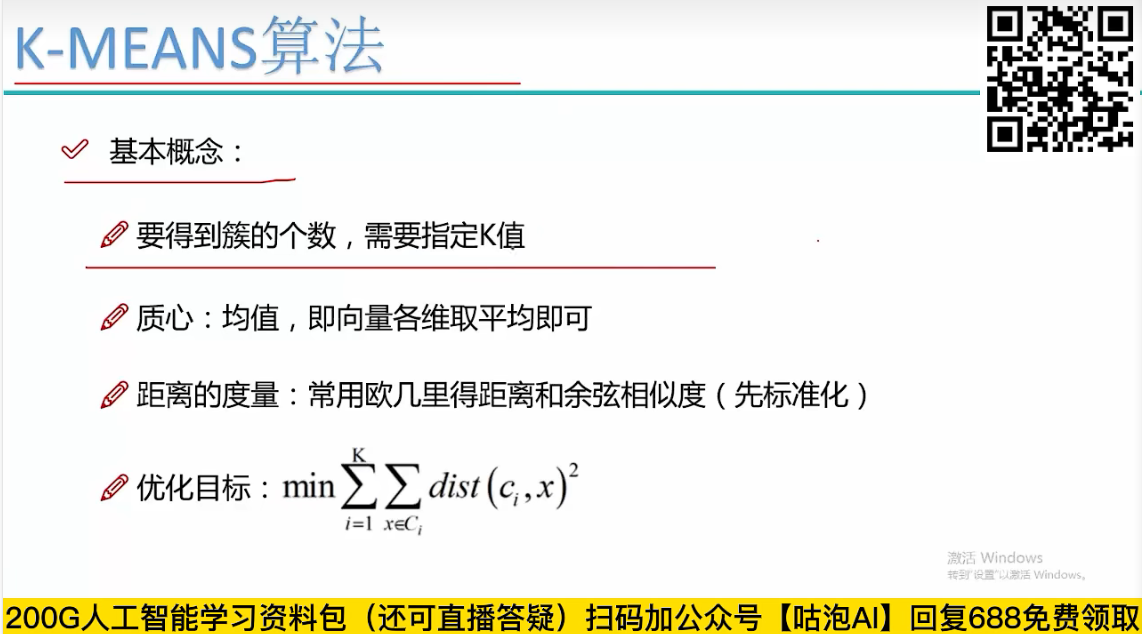 K-MEANS算法
基本概念：
要得到簇的个数，需要指定K值
质心：均值，即向量各维取平均即可
距离的度量：常用欧几里得距离和余弦相似度（先标准化）
优化目标：min∑_{i=1}^{K}∑_{x∈C_i} dist(c_i, x)^2
激活 Windows
转到"设置"以激活 Windows。
200G人工智能学习资料包（还可直播答疑）扫码加公众号【咕泡AI】回复688免费领取